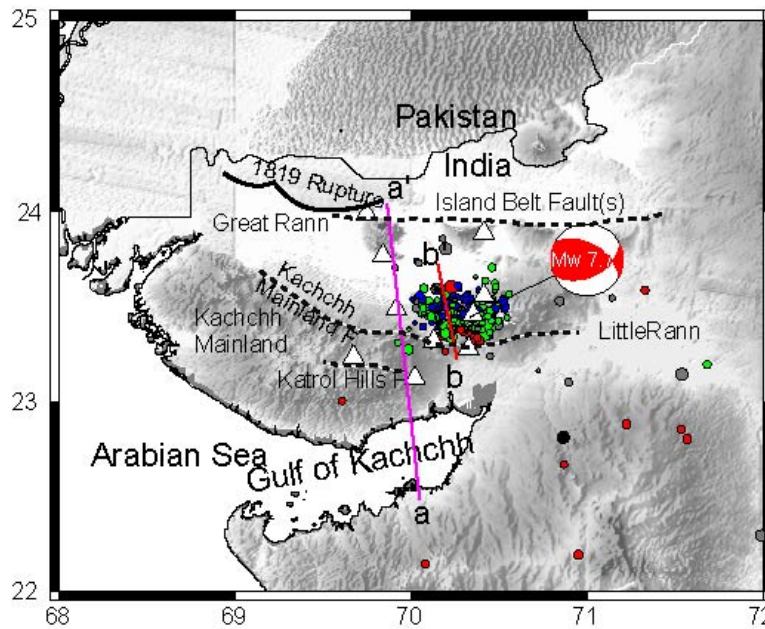 25
24
23
22
68
69
70
71
72
Pakistan
India
1819 Rupture
a'
Island Belt Fault(s)
Great Rann
b'
Mw 7.7
Kachchh
Mainland F
Kachchh
Mainland
LittleRann
Katrol Hills F
b
Arabian Sea
Gulf of Kachchh
a